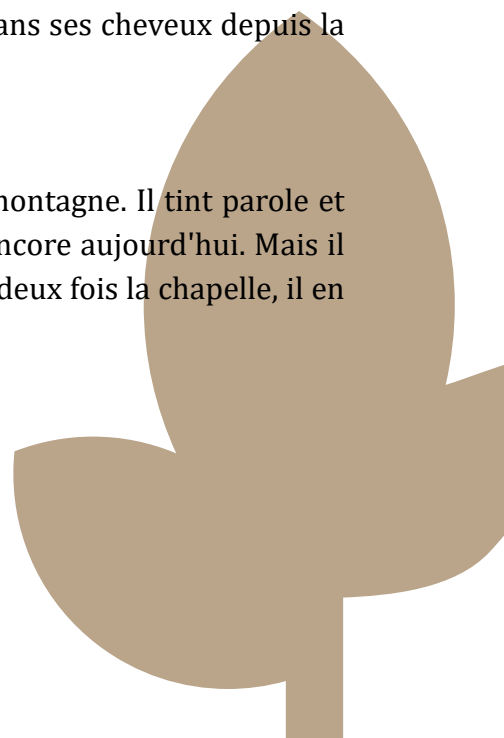 ans ses cheveux depuis la
montagne. Il tint parole et
ncore aujourd'hui. Mais il
deux fois la chapelle, il en